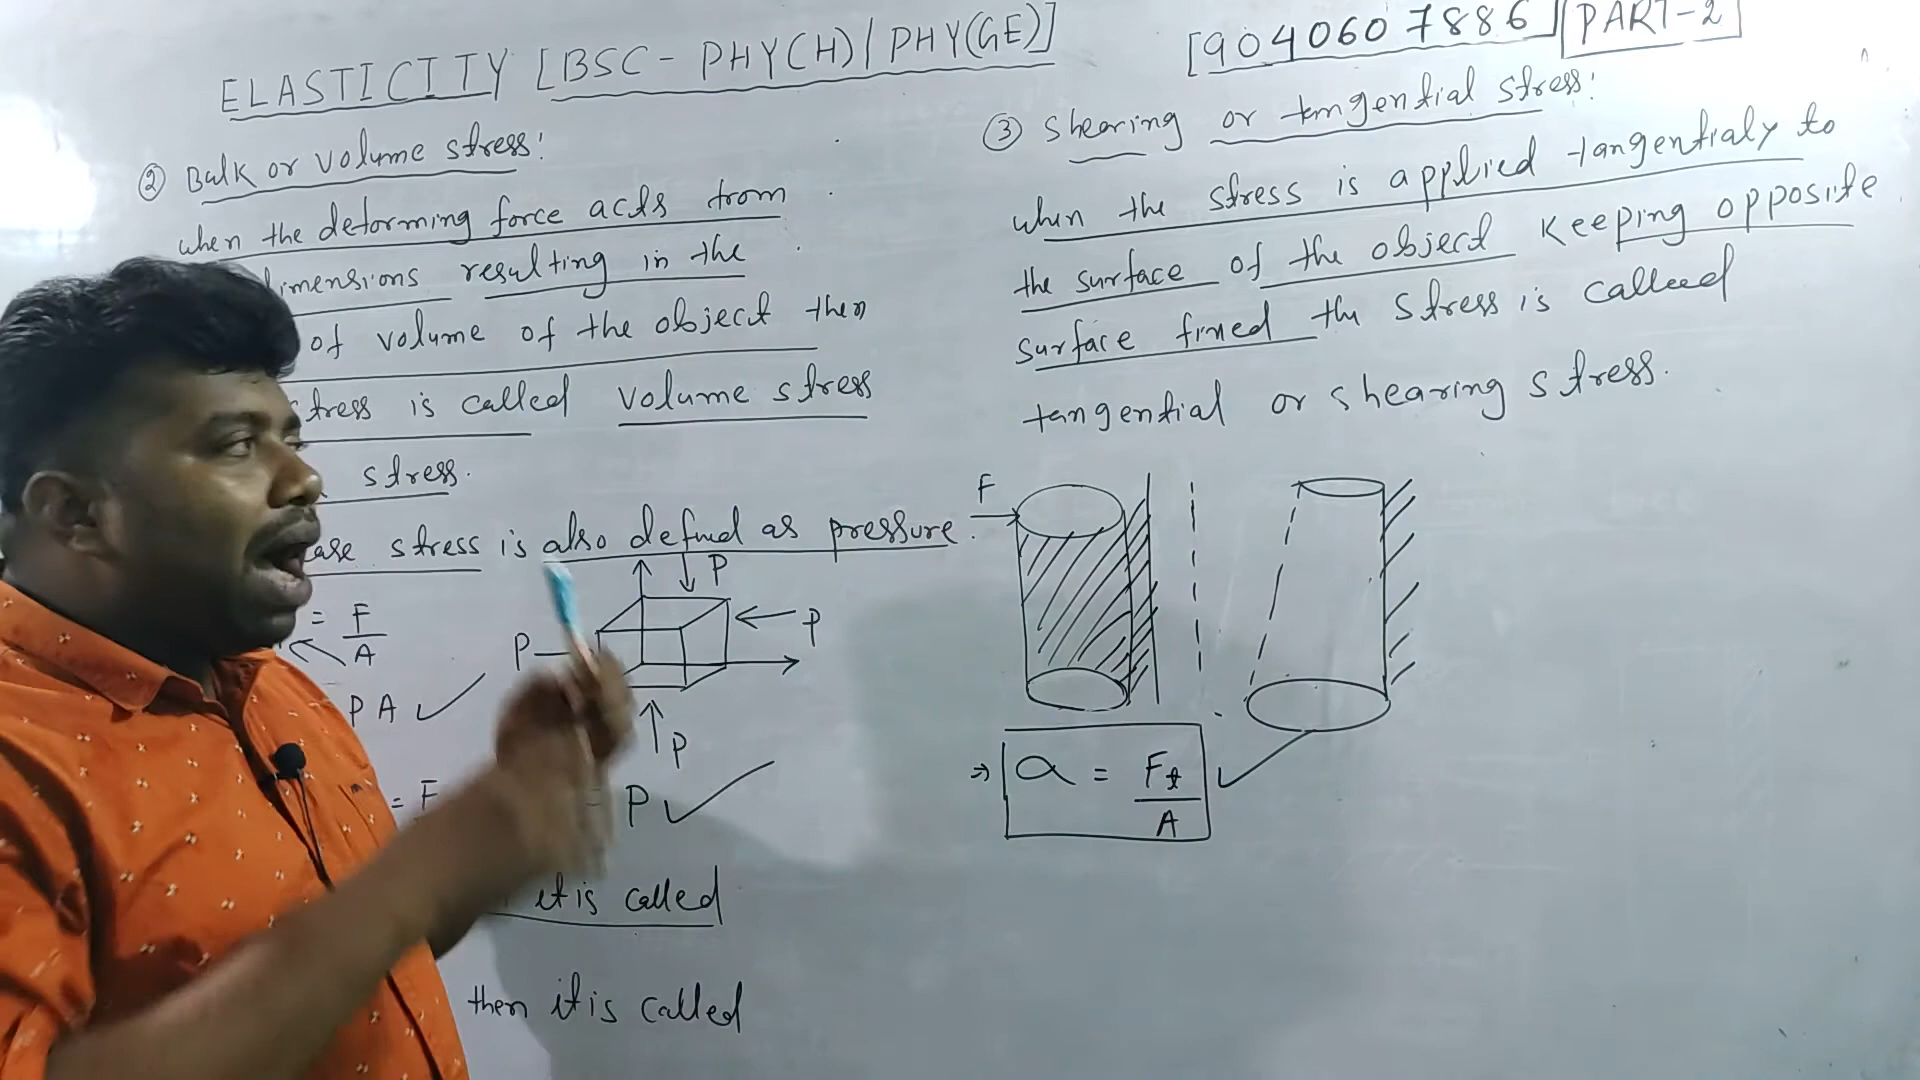 ELASTICITY [BSC - PHY(H)/PHY(GE)]
[9040607886] PART-2
② Bulk or volume stress:
when the deforming force acts from
imensions resulting in the
of volume of the object then
stress is called volume stress
stress.
case stress is also defined as pressure.
= F
A
PA
P
P
P
P
= F
P
it is called
then it is called
③ Shearing or tangential stress:
when the stress is applied tangentialy to
the surface of the object keeping opposite
surface fixed the stress is called
tangential or shearing stress.
F
→ α = Ft
A